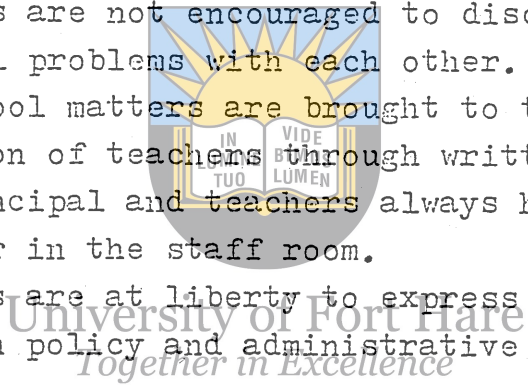 s are not encouraged to disc
l problems with each other.
ool matters are brought to t
on of teachers through writt
ncipal and teachers always h
r in the staff room.
s are at liberty to express
n policy and administrative
IN
LUMINE
TUO
VIDE
BIMUS
LUMEN
University of Fort Hare
Together in Excellence